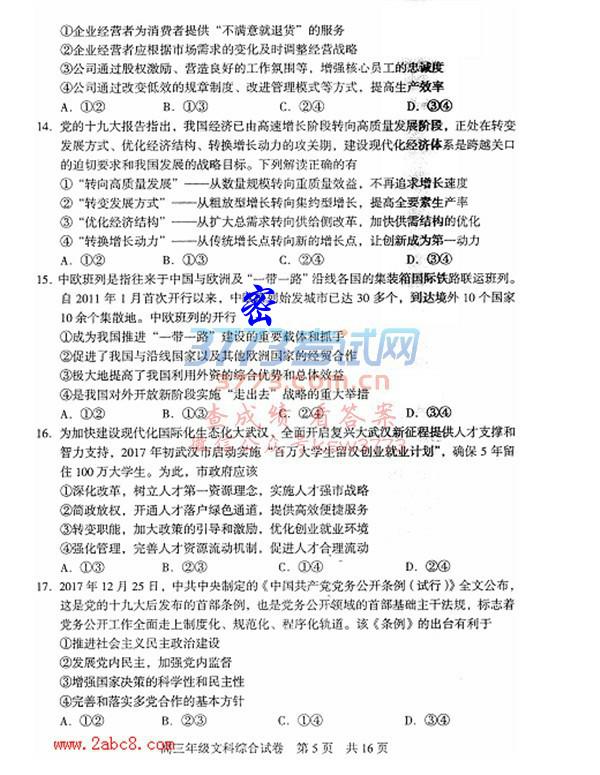 ①企业经营者为消费者提供“不满意就退货”的服务
②企业经营者应根据市场需求的变化及时调整经营战略
③公司通过股权激励、营造良好的工作氛围等，增强核心员工的忠诚度
④公司通过改变低效的规章制度、改进管理模式等方式，提高生产效率
A．①② B．①③ C．②④ D．③④
14．党的十九大报告指出，我国经济已由高速增长阶段转向高质量发展阶段，正处在转变
发展方式、优化经济结构、转换增长动力的攻关期，建设现代化经济体系是跨越关口
的迫切要求和我国发展的战略目标。下列解读正确的有
①“转向高质量发展”——从数量规模转向重质量效益，不再追求增长速度
②“转变发展方式”——从粗放型增长转向集约型增长，提高全要素生产率
③“优化经济结构”——从扩大总需求转向供给侧改革，加快供需结构的优化
④“转换增长动力”——从传统增长点转向新的增长点，让创新成为第一动力
A．①② B．①③ C．②④ D．③④
15．中欧班列是指往来于中国与欧洲及“一带一路”沿线各国的集装箱国际铁路联运班列。
自 2011 年 1 月首次开行以来，中欧班列始发城市已达 30 多个，到达境外 10 个国家
密
10 余个集散地。中欧班列的开行
①成为我国推进“一带一路”建设的重要载体和抓手
3773考试网
②促进了我国与沿线国家以及其他欧洲国家的经贸合作
③极大地提高了我国利用外资的综合优势和总体效益
3773.com.cn
④是我国对外开放新阶段实施“走出去”战略的重大举措
A．①② B．①③ C．②④ D．③④
查成绩 看答案
16．为加快建设现代化国际化生态化大武汉，全面开启复兴大武汉新征程提供人才支撑和
智力支持，2017 年初武汉市启动实施“百万大学生留汉创业就业计划”，确保 5 年留
住 100 万大学生。为此，市政府应该
①深化改革，树立人才第一资源理念，实施人才强市战略
②简政放权，开通人才落户绿色通道，提供高效便捷服务
③转变职能，加大政策的引导和激励，优化创业就业环境
④强化管理，完善人才资源流动机制，促进人才合理流动
A．①③ B．①④ C．②③ D．②④
17．2017 年 12 月 25 日，中共中央制定的《中国共产党党务公开条例（试行）》全文公布，
这是党的十九大后发布的首部条例，也是党务公开领域的首部基础主干法规，标志着
党务公开工作全面走上制度化、规范化、程序化轨道。该《条例》的出台有利于
①推进社会主义民主政治建设
②发展党内民主，加强党内监督
③增强国家决策的科学性和民主性
④完善和落实多党合作的基本方针
A．①② B．②③ C．①④ D．③④
www.2abc8.com
高三年级文科综合试卷 第 5 页 共 16 页